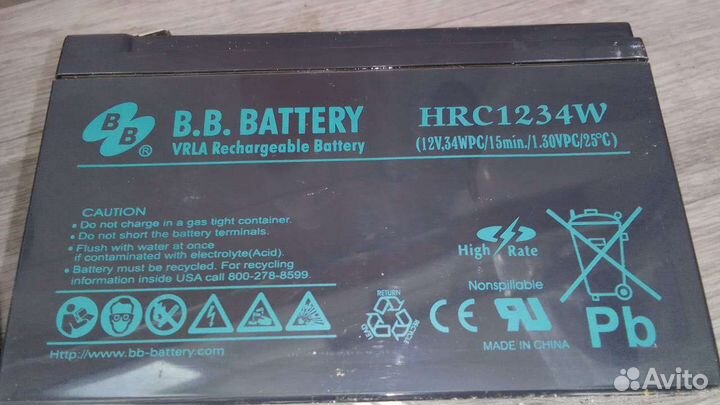 BB ®
B.B. BATTERY
VRLA Rechargeable Battery
HRC1234W
(12V,34WPC/15min./1.30VPC/25°C)
CAUTION
• Do not charge in a gas tight container.
• Do not short the battery terminals.
• Flush with water at once
if contaminated with electrolyte(Acid).
• Battery must be recycled. For recycling
information inside USA call 800-278-8599.
High Rate
Nonspillable
RETURN
LEAD
RECYCLE
CE
Pb
MADE IN CHINA
Http://www.bb-battery.com
Avito